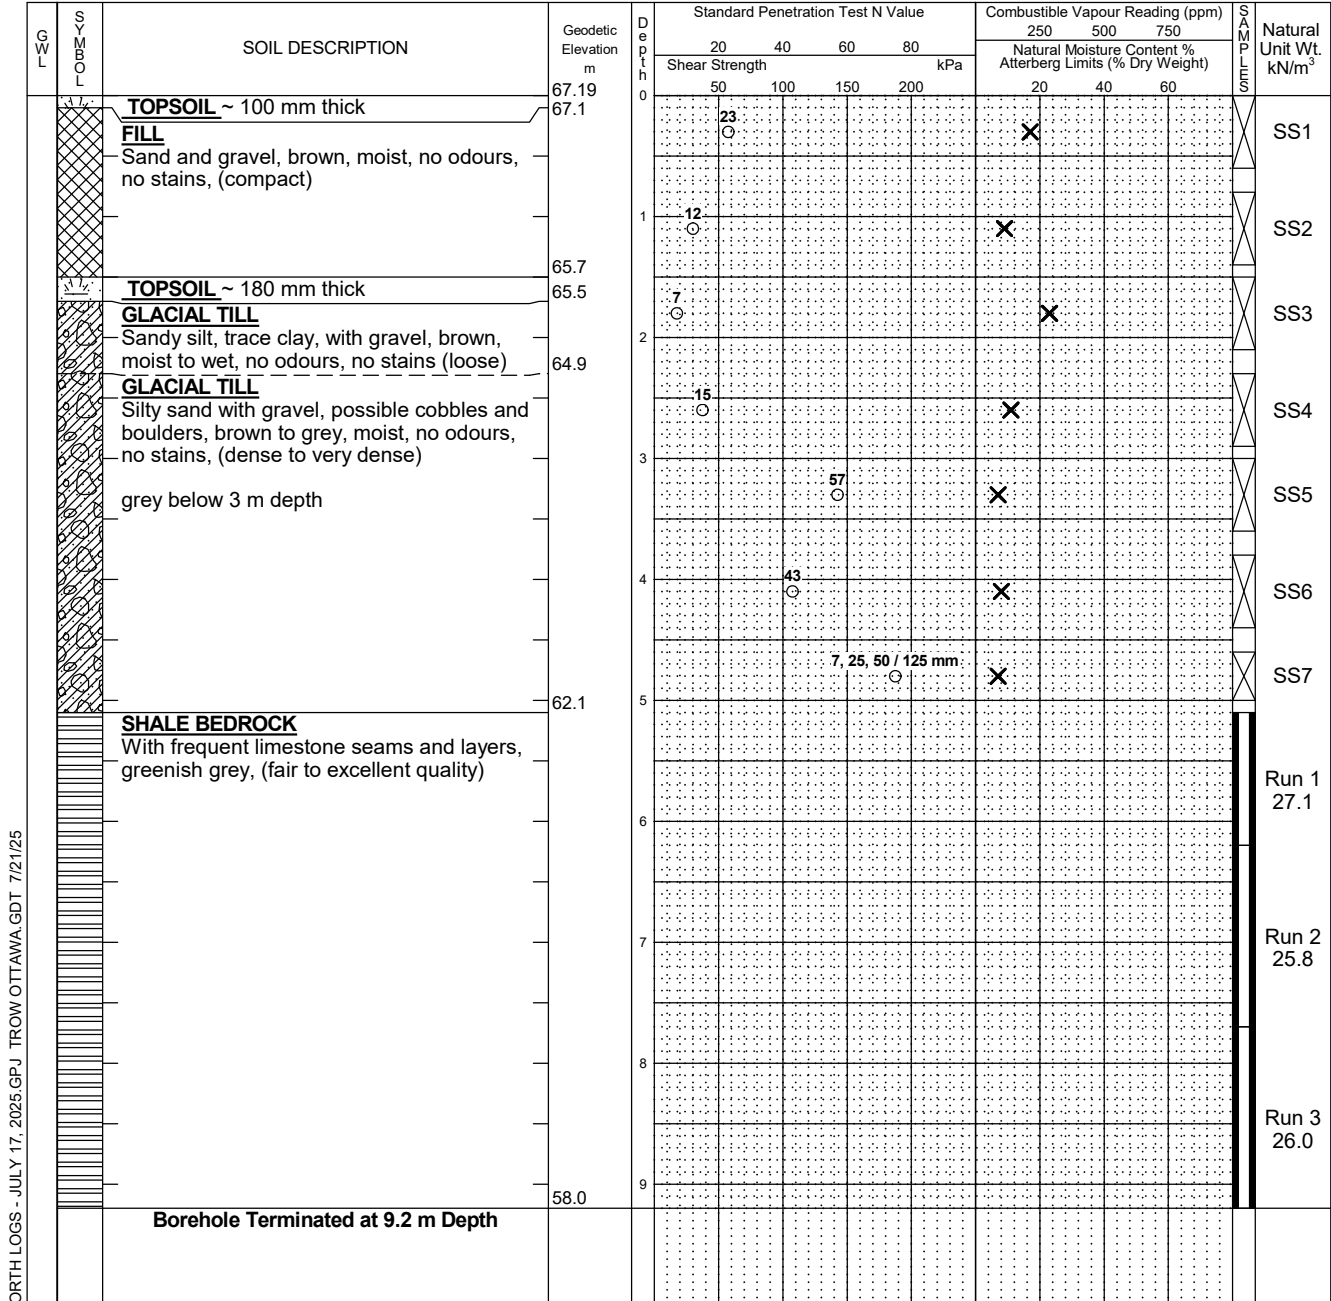 GWL
SYMBOL
SOIL DESCRIPTION
Geodetic
Elevation
m
67.19
Depth
0
Standard Penetration Test N Value
20 40 60 80
Shear Strength kPa
50 100 150 200
Combustible Vapour Reading (ppm)
250 500 750
Natural Moisture Content %
Atterberg Limits (% Dry Weight)
20 40 60
SAMPLES
Natural
Unit Wt.
kN/m³
TOPSOIL ~ 100 mm thick
67.1
FILL
Sand and gravel, brown, moist, no odours,
no stains, (compact)
23
SS1
1
12
SS2
65.7
TOPSOIL ~ 180 mm thick
65.5
GLACIAL TILL
Sandy silt, trace clay, with gravel, brown,
moist to wet, no odours, no stains (loose)
64.9
7
SS3
2
GLACIAL TILL
Silty sand with gravel, possible cobbles and
boulders, brown to grey, moist, no odours,
no stains, (dense to very dense)
grey below 3 m depth
15
SS4
3
57
SS5
4
43
SS6
7, 25, 50 / 125 mm
SS7
62.1
5
SHALE BEDROCK
With frequent limestone seams and layers,
greenish grey, (fair to excellent quality)
Run 1
27.1
6
Run 2
25.8
7
8
Run 3
26.0
9
58.0
Borehole Terminated at 9.2 m Depth
ORTH LOGS - JULY 17, 2025.GPJ TROW OTTAWA.GDT 7/21/25